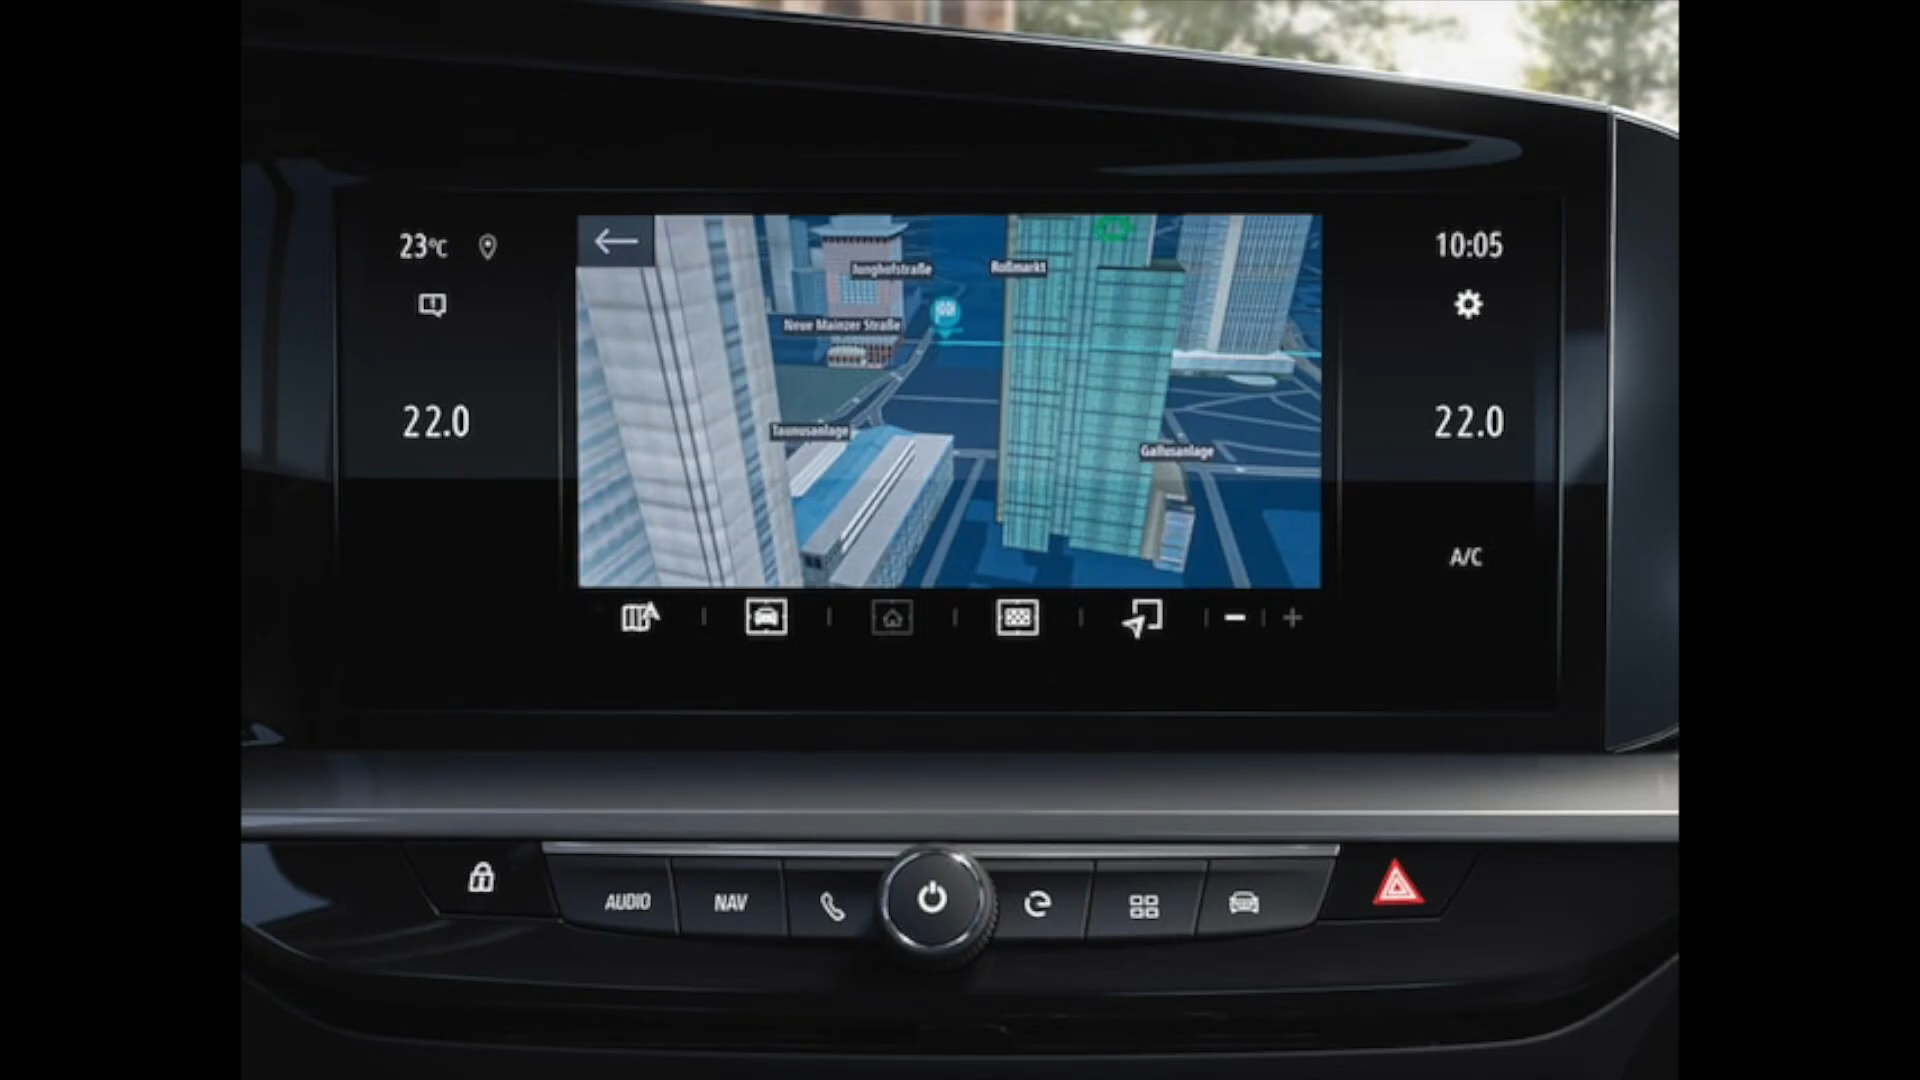 23°C
10:05
Junghofstraße
Roßmarkt
Neue Mainzer Straße
22.0
22.0
Taunusanlage
Gallusanlage
A/C
AUDIO
NAV